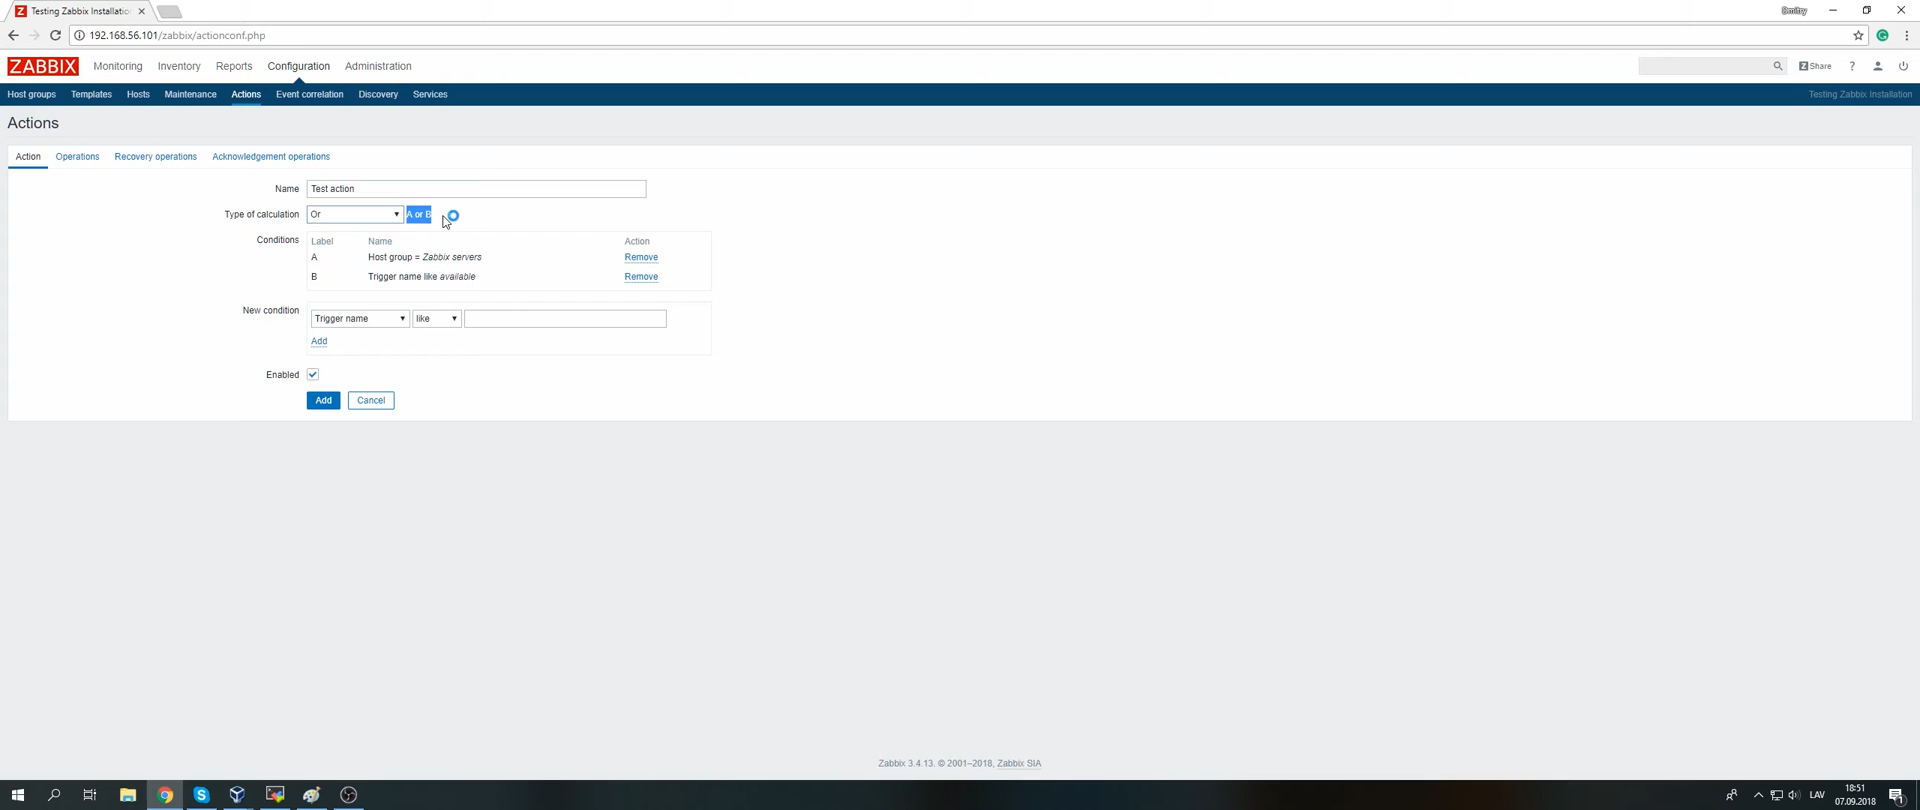 Testing Zabbix Installatio
Dmitry
192.168.56.101/zabbix/actionconf.php
ZABBIX Monitoring Inventory Reports Configuration Administration Z Share ?
Host groups Templates Hosts Maintenance Actions Event correlation Discovery Services Testing Zabbix Installation
Actions
Action Operations Recovery operations Acknowledgement operations
Name Test action
Type of calculation Or A or B
Conditions Label Name Action
A Host group = Zabbix servers Remove
B Trigger name like available Remove
New condition Trigger name like
Add
Enabled
Add Cancel
Zabbix 3.4.13. © 2001–2018, Zabbix SIA
LAV 18:51
07.09.2018